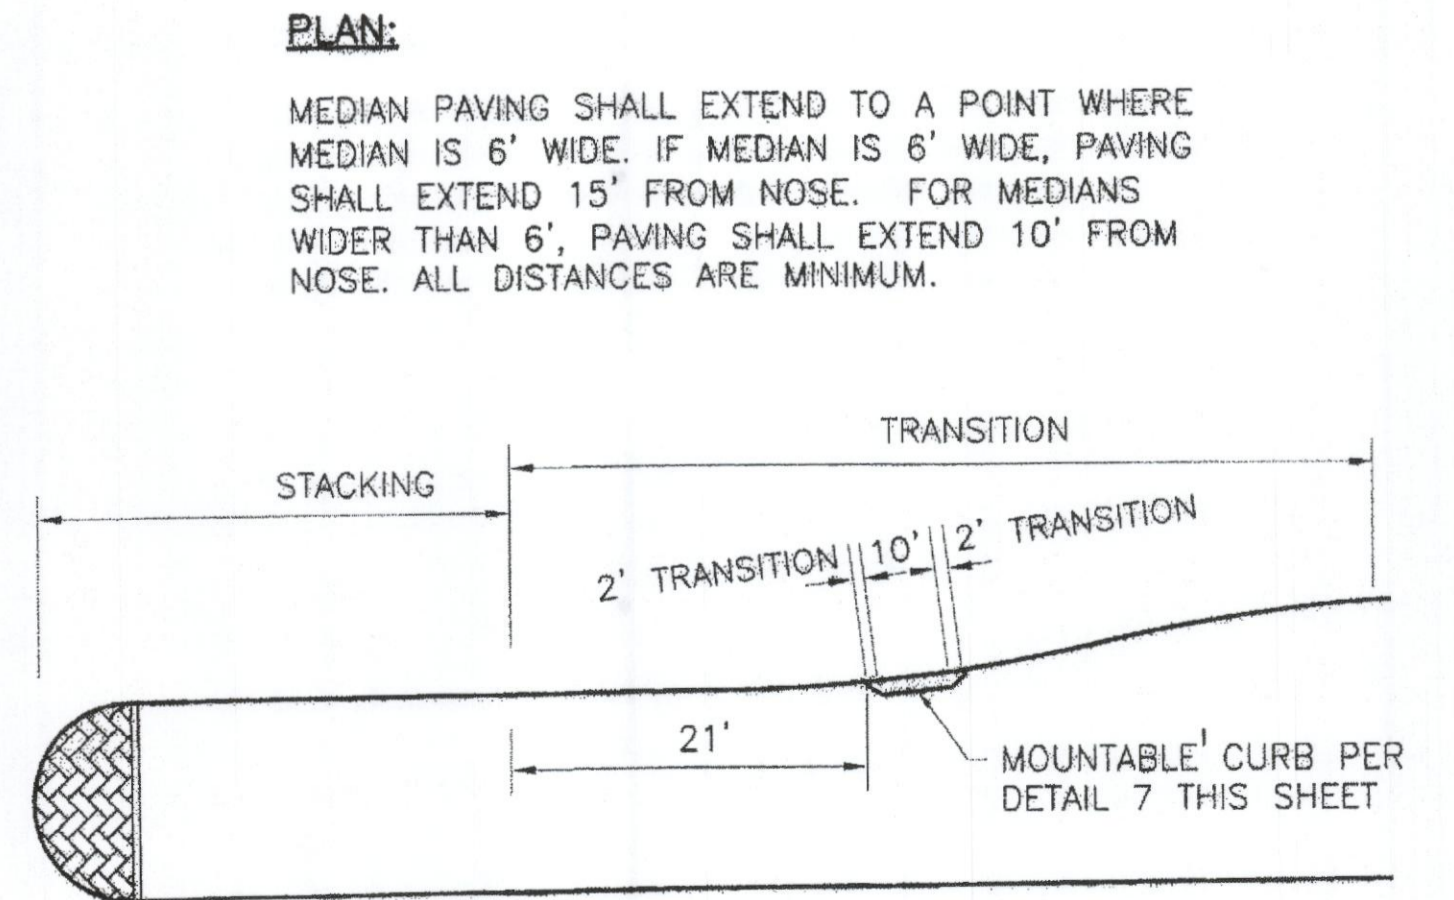 PLAN:
MEDIAN PAVING SHALL EXTEND TO A POINT WHERE
MEDIAN IS 6' WIDE. IF MEDIAN IS 6' WIDE, PAVING
SHALL EXTEND 15' FROM NOSE. FOR MEDIANS
WIDER THAN 6', PAVING SHALL EXTEND 10' FROM
NOSE. ALL DISTANCES ARE MINIMUM.
TRANSITION
STACKING
2' TRANSITION 10' 2' TRANSITION
21'
MOUNTABLE' CURB PER
DETAIL 7 THIS SHEET